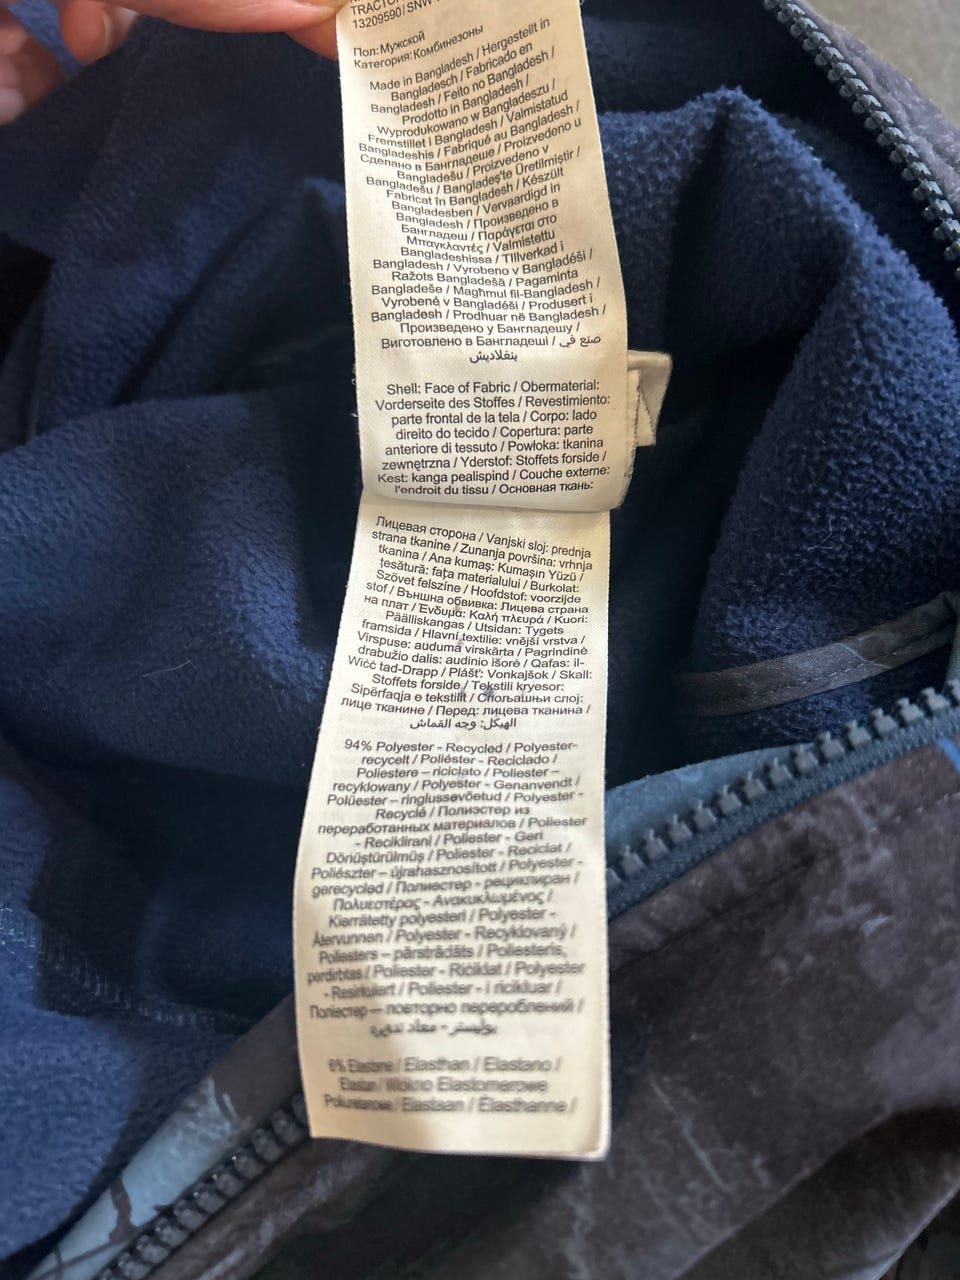 13209590/SNW
Пол:Мужской
Категория:Комбинезоны
Made in Bangladesh / Hergestellt in
Bangladesch / Fabricado en
Bangladesh / Feito no Bangladesh /
Prodotto in Bangladesh /
Wyprodukowano w Bangladeszu /
Fremstillet i Bangladesh / Valmistatud
Bangladeshis / Fabriqué au Bangladesh /
Сделано в Бангладеше / Proizvedeno u
Bangladešu / Proizvedeno v
Bangladešu / Bangladeş'te Üretilmiştir /
Fabricat în Bangladesh / Készült
Bangladesben / Vervaardigd in
Bangladesh / Произведено в
Бангладеш / Παράγεται στο
Μπαγκλαντές / Valmistettu
Bangladeshissa / Tillverkad i
Bangladesh / Vyrobeno v Bangladéši /
Ražots Bangladešā / Pagaminta
Bangladeše / Magħmul fil-Bangladesh /
Vyrobené v Bangladéši / Produsert i
Bangladesh / Prodhuar në Bangladesh /
Произведено у Бангладешу /
Виготовлено в Бангладеші / صنع في
بنغلاديش
Shell: Face of Fabric / Obermaterial:
Vorderseite des Stoffes / Revestimiento:
parte frontal de la tela / Corpo: lado
direito do tecido / Copertura: parte
anteriore di tessuto / Powłoka: tkanina
zewnętrzna / Yderstof: Stoffets forside /
Kest: kanga pealispind / Couche externe:
l'endroit du tissu / Основная ткань:
Лицевая сторона / Vanjski sloj: prednja
strana tkanine / Zunanja površina: vrhnja
tkanina / Ana kumaş: Kumaşın Yüzü /
țesătură: fața materialului / Burkolat:
Szövet felszíne / Hoofdstof: voorzijde
stof / Външна обвивка: Лицева страна
на плат / Ένδυμα: Καλή πλευρά / Kuori:
Päälliskangas / Utsidan: Tygets
framsida / Hlavní textilie: vnější vrstva /
Virspuse: auduma virskārta / Pagrindinė
drabužio dalis: audinio išorė / Qafas: il-
Wiċċ tad-Drapp / Plášť: Vonkajšok / Skall:
Stoffets forside / Tekstili kryesor:
Sipërfaqja e tekstilit / Спољашњи слој:
лице тканине / Перед: лицева тканина /
الهيكل: وجه القماش
94% Polyester - Recycled / Polyester-
recycelt / Poliéster - Reciclado /
Poliestere – riciclato / Poliester –
recyklowany / Polyester - Genanvendt /
Polüester – ringlussevõetud / Polyester -
Recyclé / Полиэстер из
переработанных материалов / Poliester
- Reciklirani / Poliester - Geri
Dönüştürülmüş / Poliester - Reciclat /
Poliészter – újrahasznosított / Polyester -
gerecycled / Полиестер - рециклиран /
Πολυεστέρας - Ανακυκλωμένος /
Kierrätetty polyesteri / Polyester -
Återvunnen / Polyester - Recyklovaný /
Poliesters – pārstrādāts / Poliesteris,
perdirbtas / Poliester - Riċiklat / Polyester
- Resirkulert / Poliester - i ricikluar /
Поліестер — повторно перероблений /
بوليستر - معاد تدويره
6% Elastane / Elasthan / Elastano /
Elastan / Włókno Elastomerowe
Poliuretanowe / Elastaan / Élasthanne /